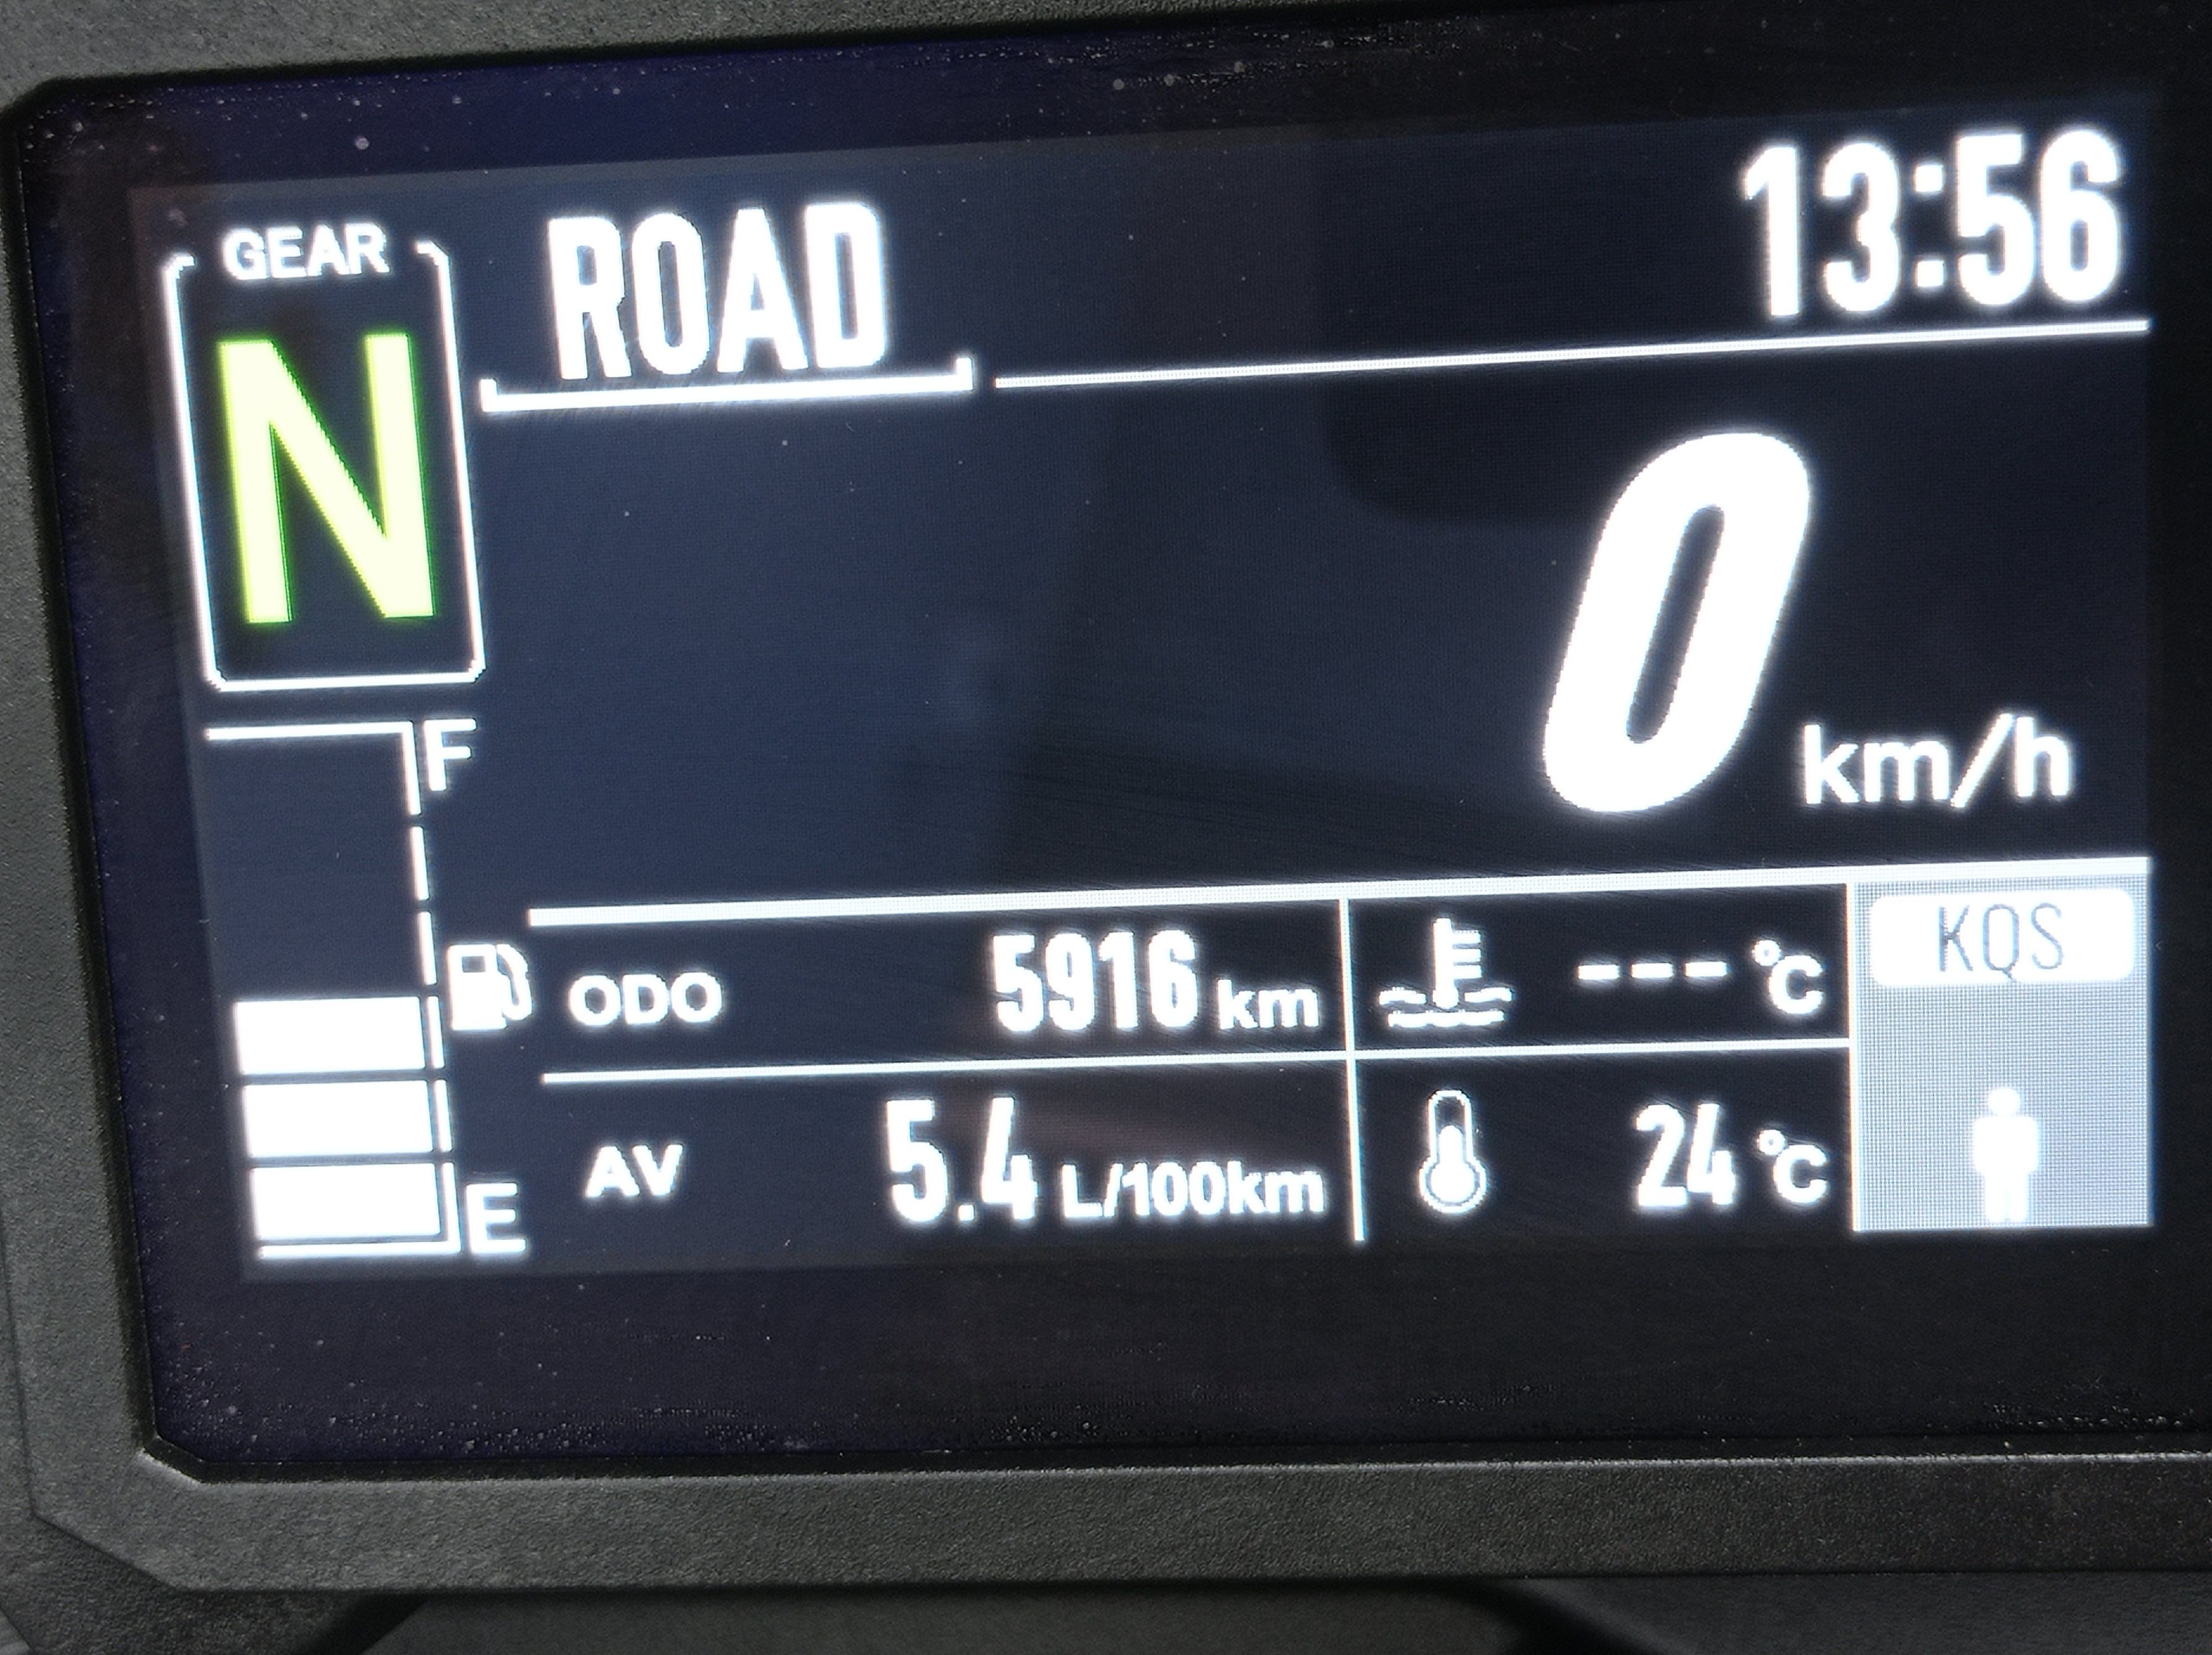 GEAR ROAD 13:56
N
0 km/h
F
ODO 5916 km --- °C KQS
AV 5.4 L/100km 24 °C
E